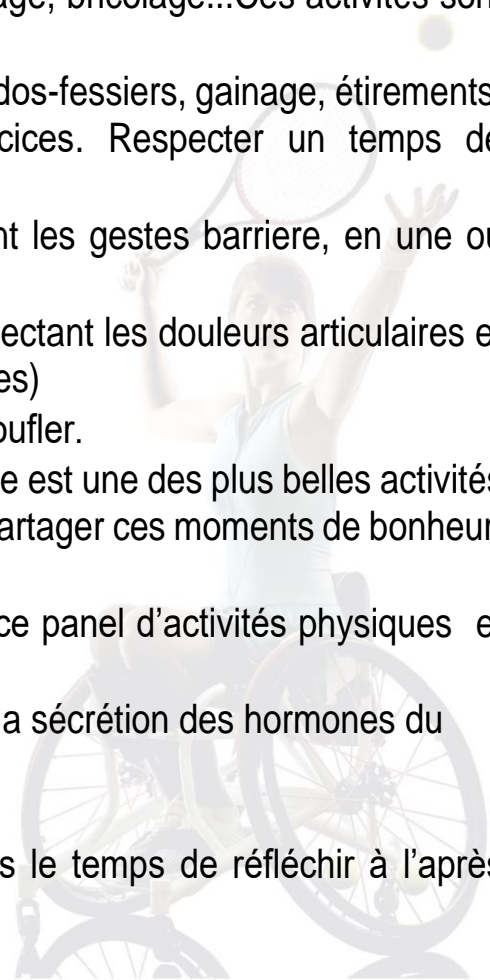 age, bricolage...Ces activités son
dos-fessiers, gainage, étirements
cices. Respecter un temps de
nt les gestes barriere, en une ou
ectant les douleurs articulaires e
es)
oufler.
e est une des plus belles activités
artager ces moments de bonheur
ce panel d’activités physiques e
a sécrétion des hormones du
s le temps de réfléchir à l’après